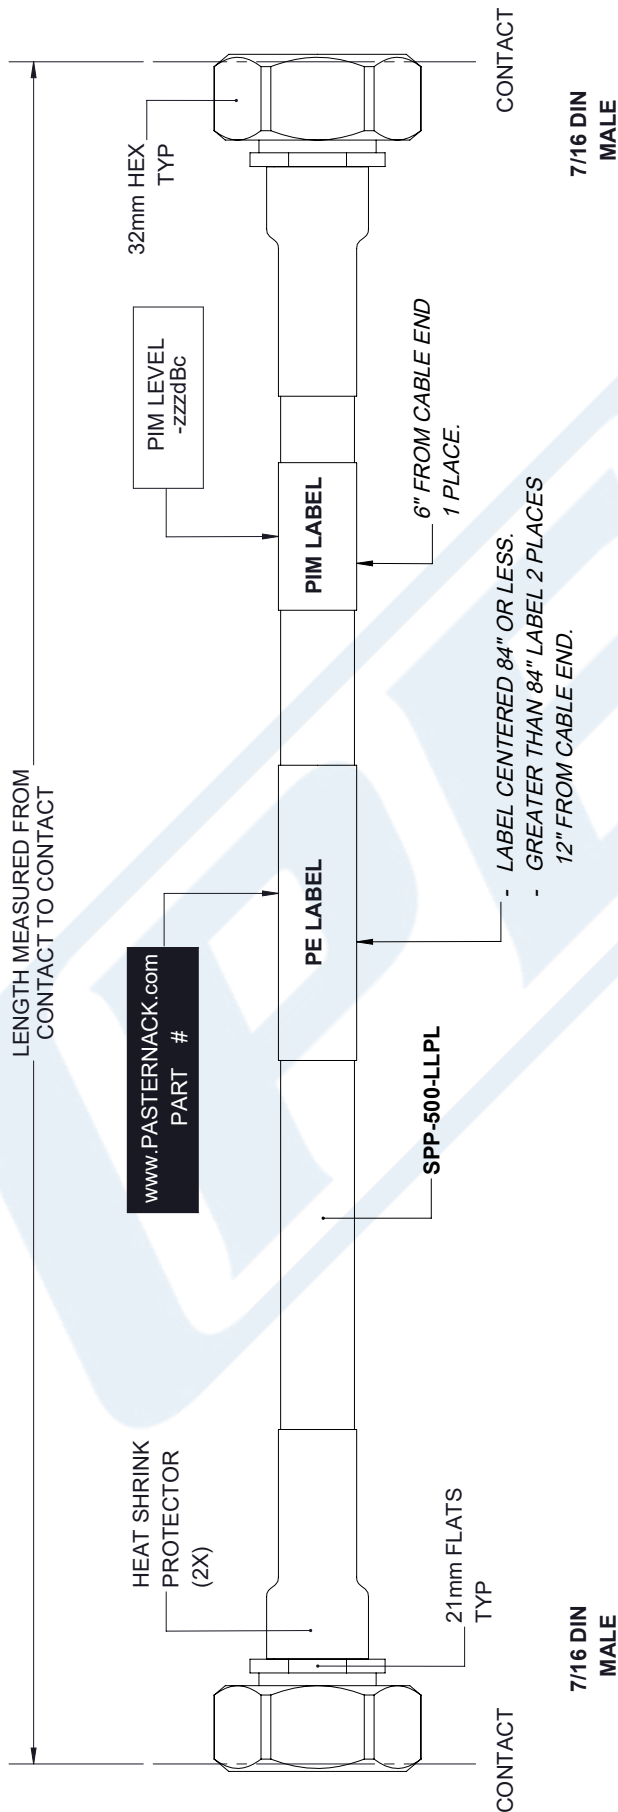 LENGTH MEASURED FROM
CONTACT TO CONTACT
HEAT SHRINK
PROTECTOR
(2X)
www.PASTERNACK.com
PART #
PIM LEVEL
-zzzdBc
32mm HEX
TYP
PE LABEL
PIM LABEL
21mm FLATS
TYP
SPP-500-LLPL
- LABEL CENTERED 84" OR LESS.
- GREATER THAN 84" LABEL 2 PLACES
12" FROM CABLE END.
6" FROM CABLE END
1 PLACE.
CONTACT
CONTACT
7/16 DIN
MALE
7/16 DIN
MALE